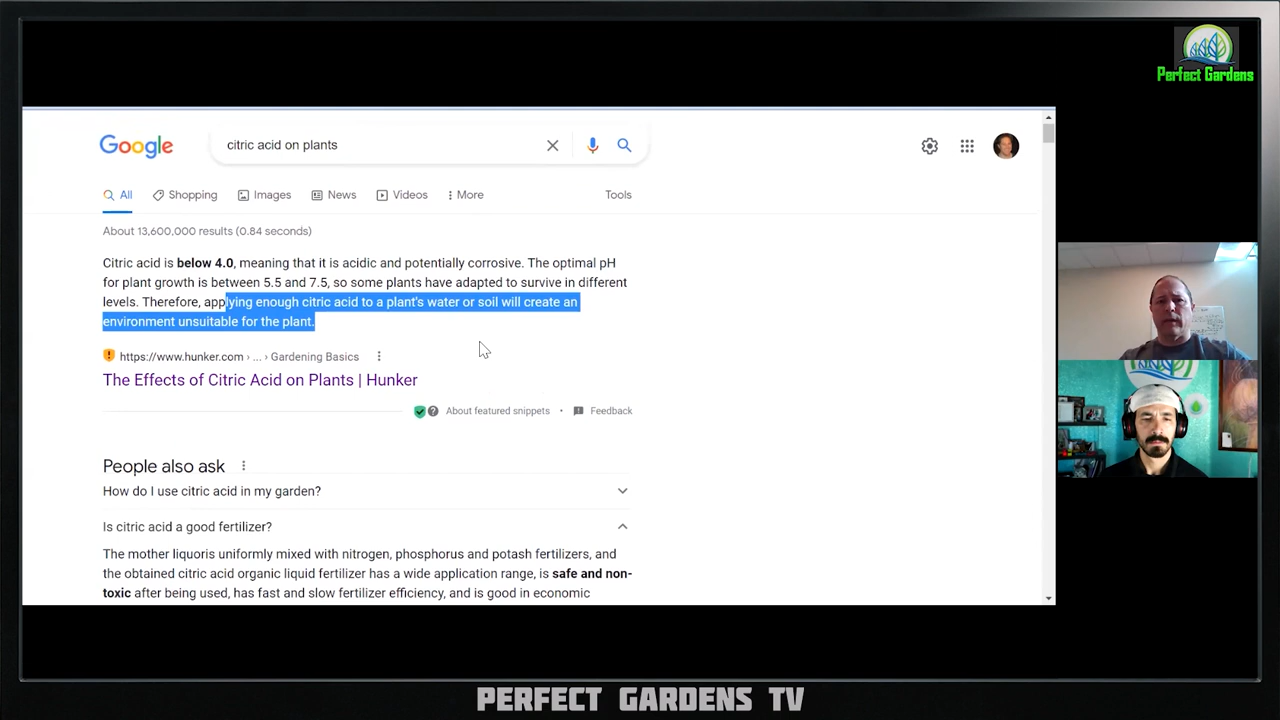 Perfect Gardens
Google
citric acid on plants
All
Shopping
Images
News
Videos
More
Tools
About 13,600,000 results (0.84 seconds)
Citric acid is below 4.0, meaning that it is acidic and potentially corrosive. The optimal pH
for plant growth is between 5.5 and 7.5, so some plants have adapted to survive in different
levels. Therefore, applying enough citric acid to a plant's water or soil will create an
environment unsuitable for the plant.
https://www.hunker.com › ... › Gardening Basics
The Effects of Citric Acid on Plants | Hunker
About featured snippets • Feedback
People also ask
How do I use citric acid in my garden?
Is citric acid a good fertilizer?
The mother liquoris uniformly mixed with nitrogen, phosphorus and potash fertilizers, and
the obtained citric acid organic liquid fertilizer has a wide application range, is safe and non-
toxic after being used, has fast and slow fertilizer efficiency, and is good in economic
PERFECT GARDENS TV